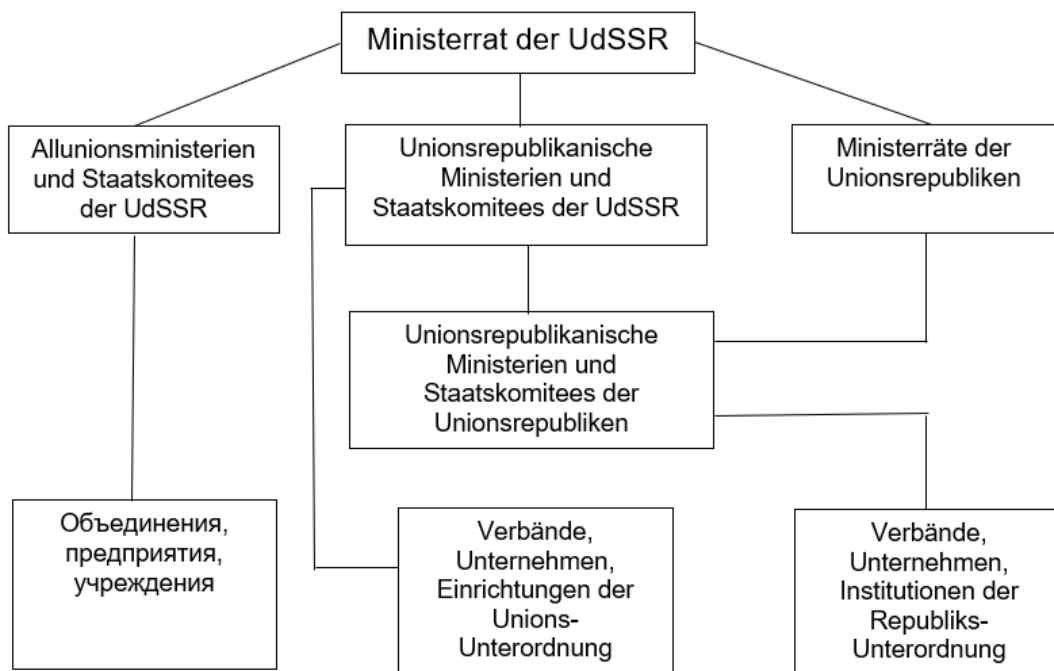 Ministerrat der UdSSR
Allunionsministerien
und Staatskomitees
der UdSSR
Unionsrepublikanische
Ministerien und
Staatskomitees der UdSSR
Ministerräte der
Unionsrepubliken
Unionsrepublikanische
Ministerien und
Staatskomitees der
Unionsrepubliken
Объединения,
предприятия,
учреждения
Verbände,
Unternehmen,
Einrichtungen der
Unions-
Unterordnung
Verbände,
Unternehmen,
Institutionen der
Republiks-
Unterordnung